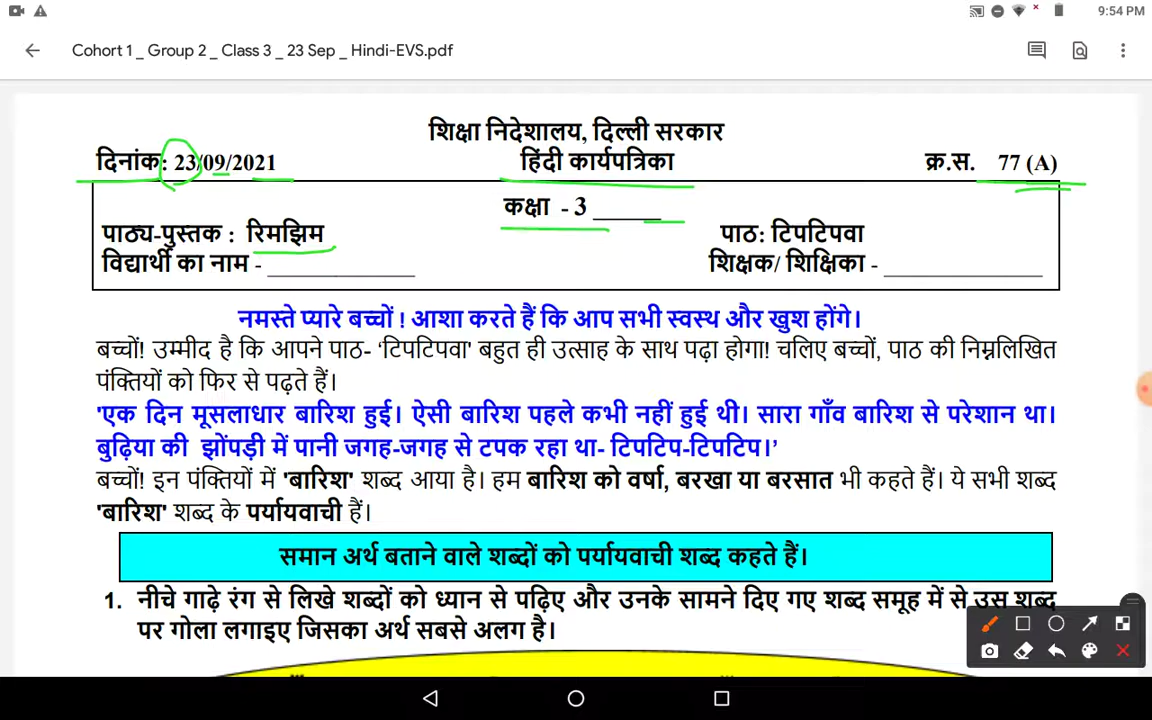 9:54 PM
Cohort 1 _ Group 2 _ Class 3 _ 23 Sep _ Hindi-EVS.pdf
शिक्षा निदेशालय, दिल्ली सरकार
दिनांक: 23/09/2021 हिंदी कार्यपत्रिका क्र.स. 77 (A)
कक्षा - 3 ______
पाठ्य-पुस्तक : रिमझिम पाठ: टिपटिपवा
विद्यार्थी का नाम - ____________ शिक्षक/ शिक्षिका - _____________
नमस्ते प्यारे बच्चों ! आशा करते हैं कि आप सभी स्वस्थ और खुश होंगे।
बच्चों! उम्मीद है कि आपने पाठ- ‘टिपटिपवा' बहुत ही उत्साह के साथ पढ़ा होगा! चलिए बच्चों, पाठ की निम्नलिखित
पंक्तियों को फिर से पढ़ते हैं।
'एक दिन मूसलाधार बारिश हुई। ऐसी बारिश पहले कभी नहीं हुई थी। सारा गाँव बारिश से परेशान था।
बुढ़िया की झोंपड़ी में पानी जगह-जगह से टपक रहा था- टिपटिप-टिपटिप।’
बच्चों! इन पंक्तियों में 'बारिश' शब्द आया है। हम बारिश को वर्षा, बरखा या बरसात भी कहते हैं। ये सभी शब्द
'बारिश' शब्द के पर्यायवाची हैं।
समान अर्थ बताने वाले शब्दों को पर्यायवाची शब्द कहते हैं।
1. नीचे गाढ़े रंग से लिखे शब्दों को ध्यान से पढ़िए और उनके सामने दिए गए शब्द समूह में से उस शब्द
पर गोला लगाइए जिसका अर्थ सबसे अलग है।